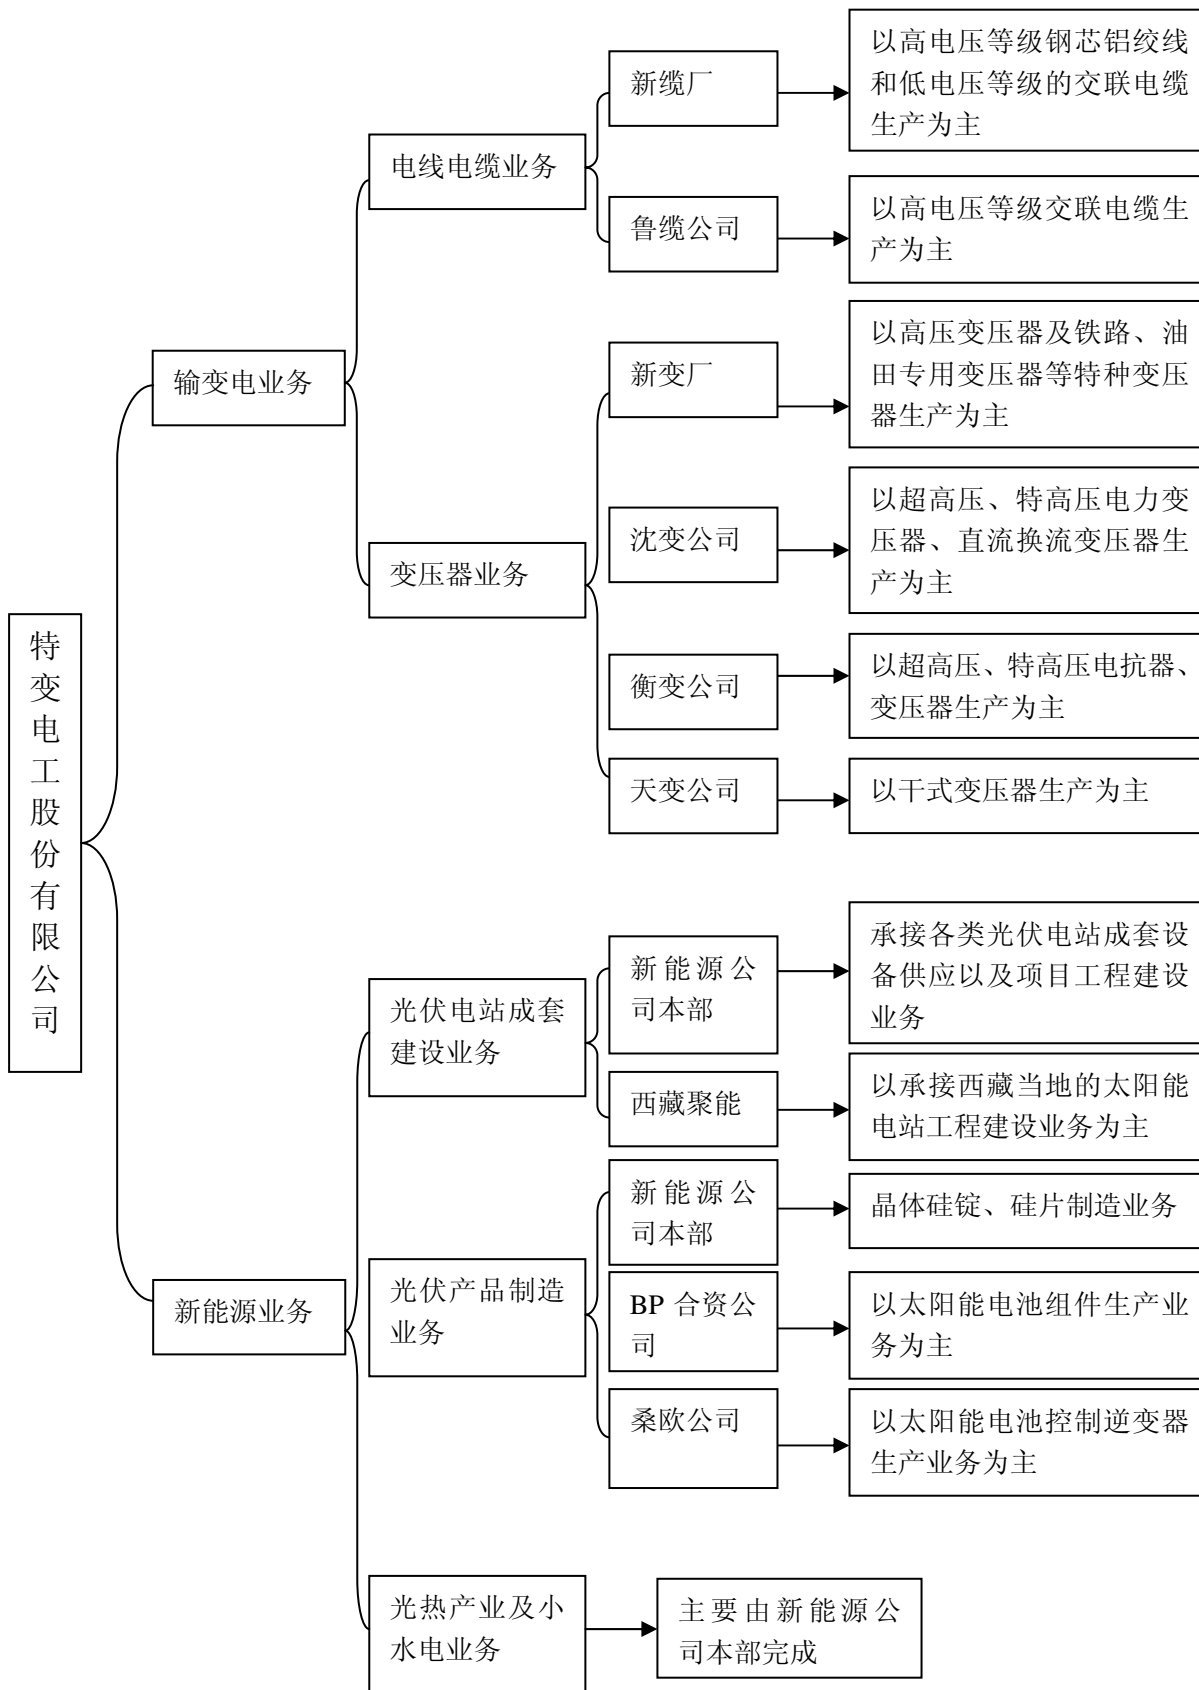 特变电工股份有限公司
输变电业务
电线电缆业务
新缆厂
以高电压等级钢芯铝绞线
和低电压等级的交联电缆
生产为主
鲁缆公司
以高电压等级交联电缆生
产为主
变压器业务
新变厂
以高压变压器及铁路、油
田专用变压器等特种变压
器生产为主
沈变公司
以超高压、特高压电力变
压器、直流换流变压器生
产为主
衡变公司
以超高压、特高压电抗器、
变压器生产为主
天变公司
以干式变压器生产为主
新能源业务
光伏电站成套
建设业务
新能源公
司本部
承接各类光伏电站成套设
备供应以及项目工程建设
业务
西藏聚能
以承接西藏当地的太阳能
电站工程建设业务为主
光伏产品制造
业务
新能源公
司本部
晶体硅锭、硅片制造业务
BP 合资公
司
以太阳能电池组件生产业
务为主
桑欧公司
以太阳能电池控制逆变器
生产业务为主
光热产业及小
水电业务
主要由新能源公
司本部完成